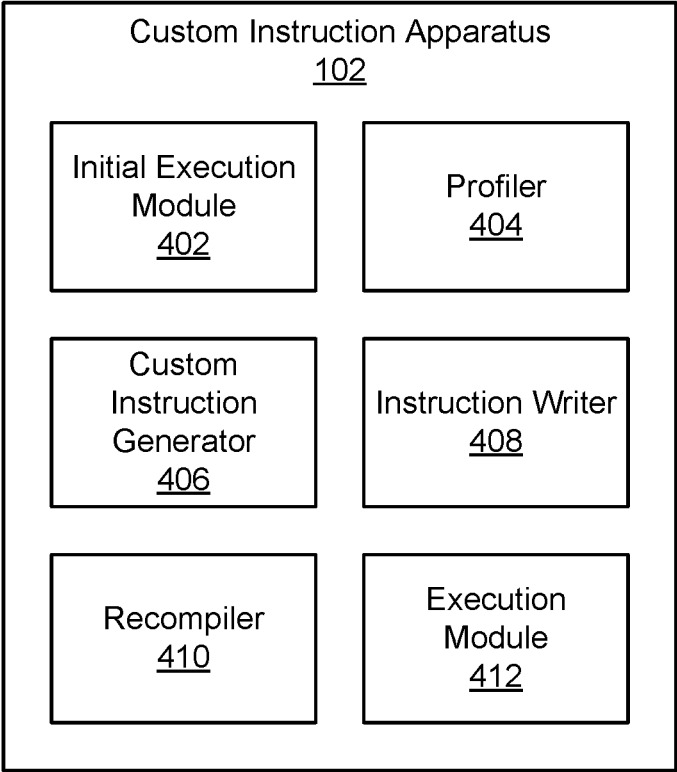 Custom Instruction Apparatus
102
Initial Execution
Module
402
Profiler
404
Custom
Instruction
Generator
406
Instruction Writer
408
Recompiler
410
Execution
Module
412